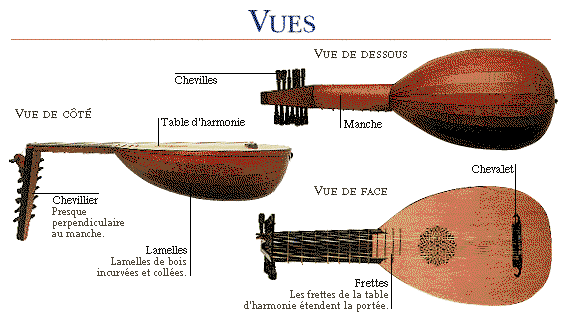 VUES
VUE DE DESSOUS
Chevilles
Manche
VUE DE CÔTÉ
Table d'harmonie
Chevillier
Presque
perpendiculaire
au manche.
Lamelles
Lamelles de bois
incurvées et collées.
VUE DE FACE
Chevalet
Frettes
Les frettes de la table
d'harmonie étendent la portée.